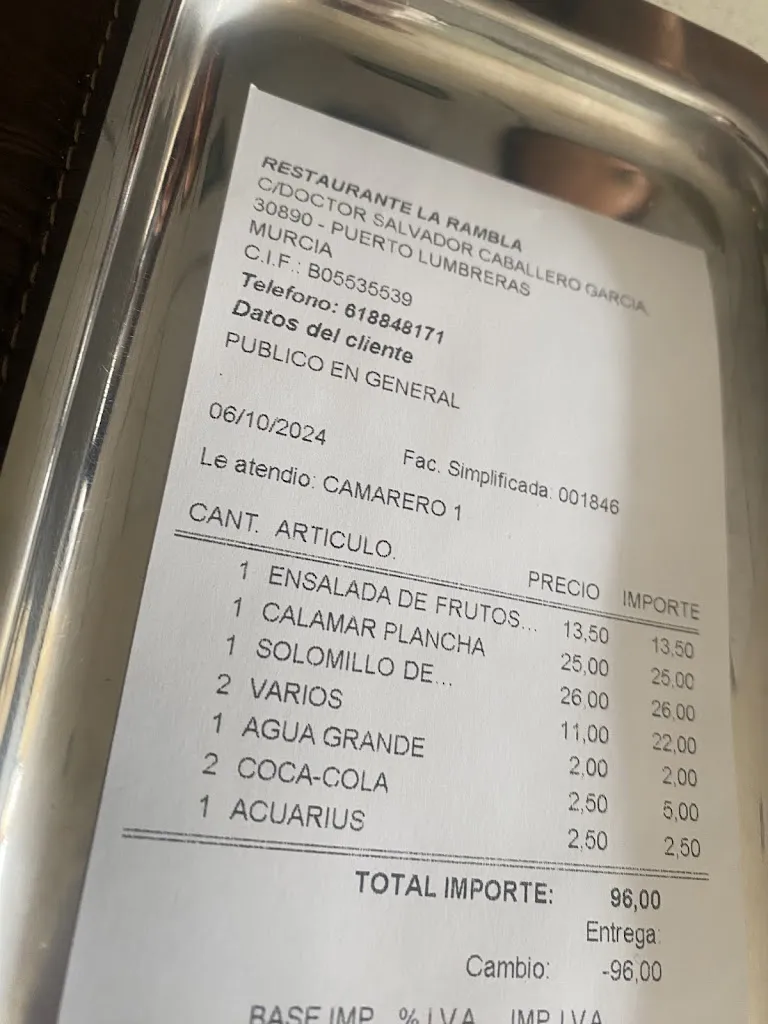 RESTAURANTE LA RAMBLA
C/DOCTOR SALVADOR CABALLERO GARCIA
30890 - PUERTO LUMBRERAS
MURCIA
C.I.F.: B05535539
Telefono: 618848171
Datos del cliente
PUBLICO EN GENERAL
.
06/10/2024 Fac. Simplificada: 001846
Le atendio: CAMARERO 1
CANT. ARTICULO. PRECIO IMPORTE
1 ENSALADA DE FRUTOS... 13,50 13,50
1 CALAMAR PLANCHA 25,00 25,00
1 SOLOMILLO DE... 26,00 26,00
2 VARIOS 11,00 22,00
1 AGUA GRANDE 2,00 2,00
2 COCA-COLA 2,50 5,00
1 ACUARIUS 2,50 2,50
TOTAL IMPORTE: 96,00
Entrega:
Cambio: -96,00
BASE IMP. % I.V.A. IMP. I.V.A.